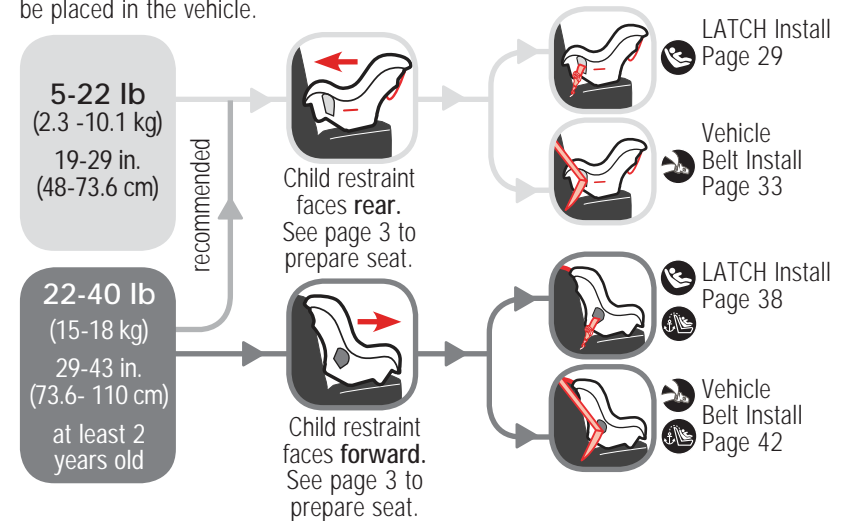 be placed in the vehicle.
5-22 lb
(2.3 -10.1 kg)
19-29 in.
(48-73.6 cm)
recommended
22-40 lb
(15-18 kg)
29-43 in.
(73.6- 110 cm)
at least 2
years old
Child restraint
faces rear.
See page 3 to
prepare seat.
Child restraint
faces forward.
See page 3 to
prepare seat.
LATCH Install
Page 29
Vehicle
Belt Install
Page 33
LATCH Install
Page 38
Vehicle
Belt Install
Page 42